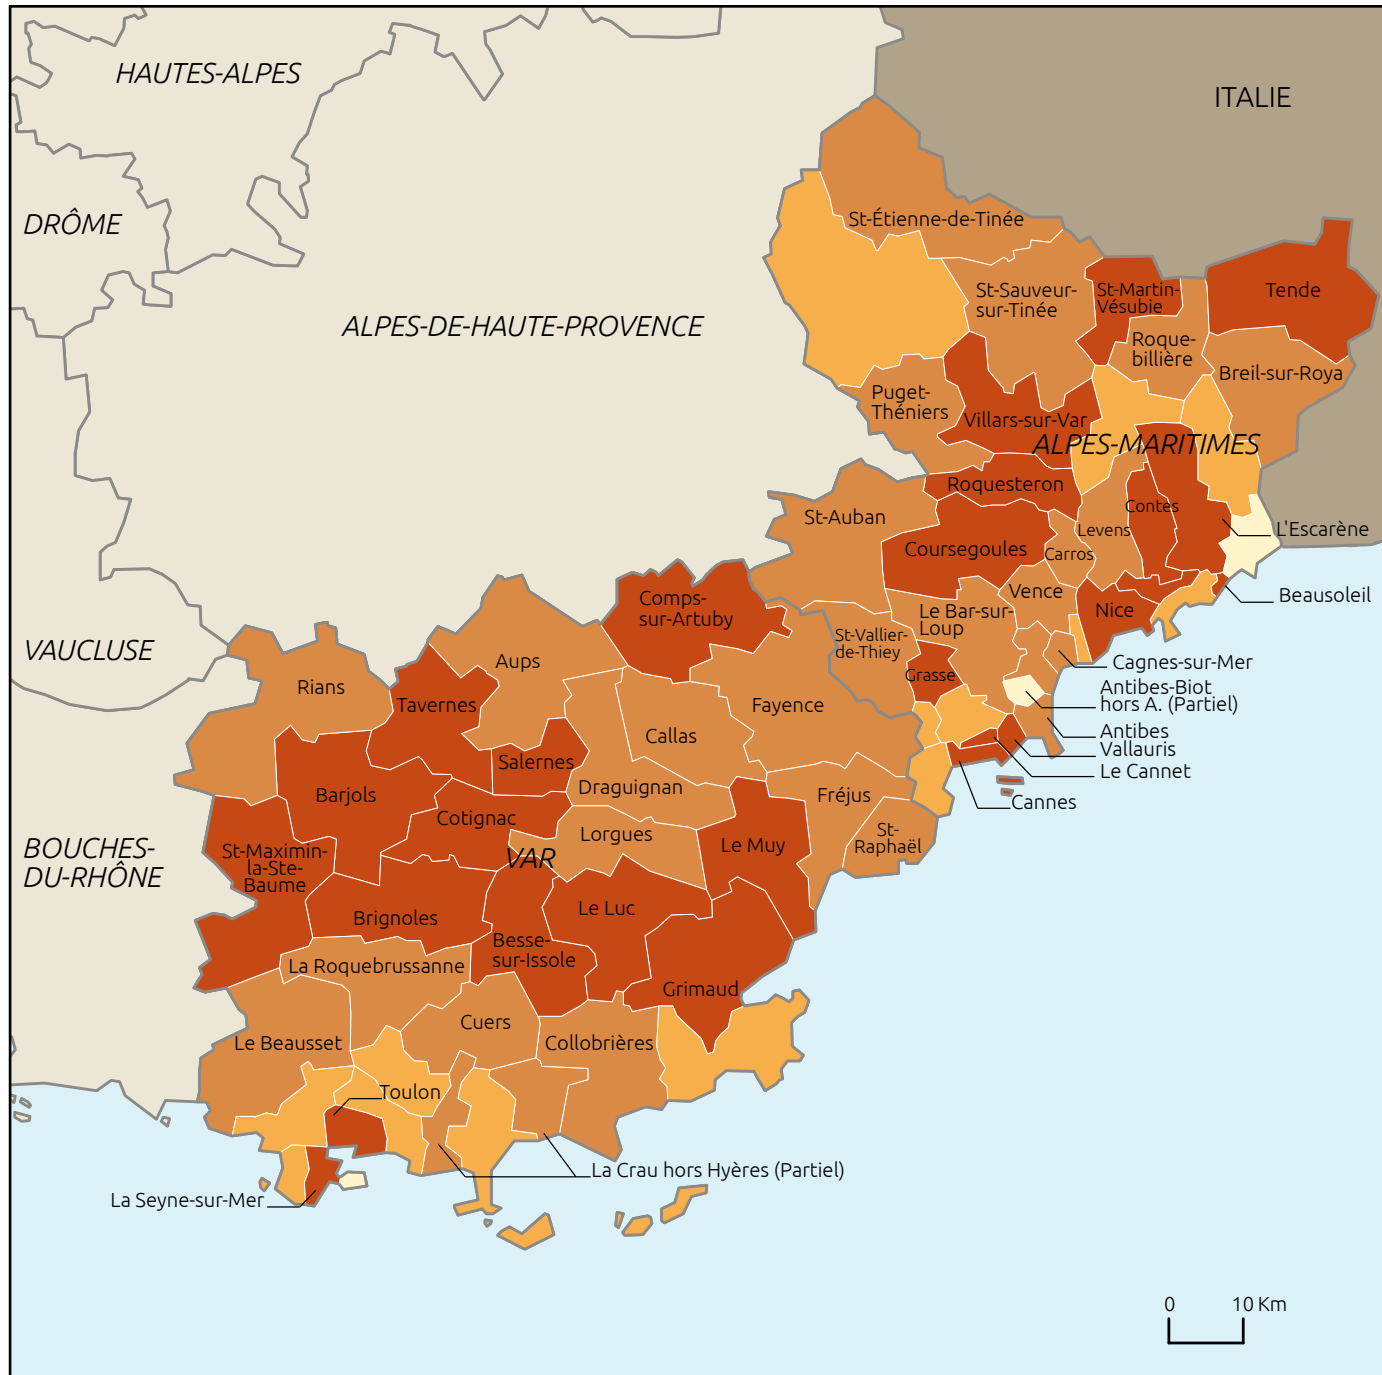 HAUTES-ALPES
ITALIE
DRÔME
St-Étienne-de-Tinée
St-Sauveur-
sur-Tinée
St-Martin-
Vésubie
Tende
ALPES-DE-HAUTE-PROVENCE
Roque-
billière
Breil-sur-Roya
Puget-
Théniers
Villars-sur-Var
ALPES-MARITIMES
Roquesteron
St-Auban
Contes
Levens
L'Escarène
Coursegoules
Carros
Vence
Beausoleil
Comps-
sur-Artuby
Le Bar-sur-
Loup
Nice
St-Vallier-
de-Thiey
VAUCLUSE
Aups
Cagnes-sur-Mer
Rians
Grasse
Antibes-Biot
hors A. (Partiel)
Tavernes
Fayence
Callas
Antibes
Vallauris
Salernes
Le Cannet
Draguignan
Barjols
Fréjus
Cannes
Cotignac
Lorgues
St-
Raphaël
Le Muy
BOUCHES-
DU-RHÔNE
St-Maximin-
la-Ste-
Baume
VAR
Brignoles
Le Luc
Besse-
sur-Issole
La Roquebrussanne
Grimaud
Cuers
Le Beausset
Collobrières
Toulon
La Crau hors Hyères (Partiel)
La Seyne-sur-Mer
0 10 Km